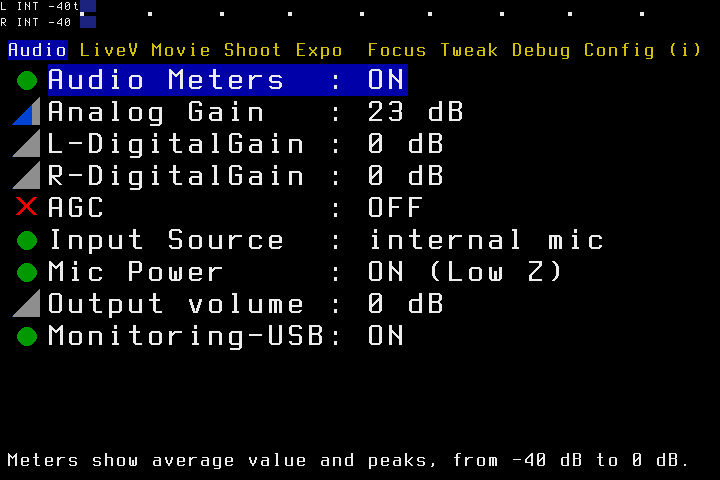 L INT -40t
R INT -40
Audio LiveV Movie Shoot Expo Focus Tweak Debug Config (i)
Audio Meters : ON
Analog Gain : 23 dB
L-DigitalGain : 0 dB
R-DigitalGain : 0 dB
AGC : OFF
Input Source : internal mic
Mic Power : ON (Low Z)
Output volume : 0 dB
Monitoring-USB: ON
Meters show average value and peaks, from -40 dB to 0 dB.